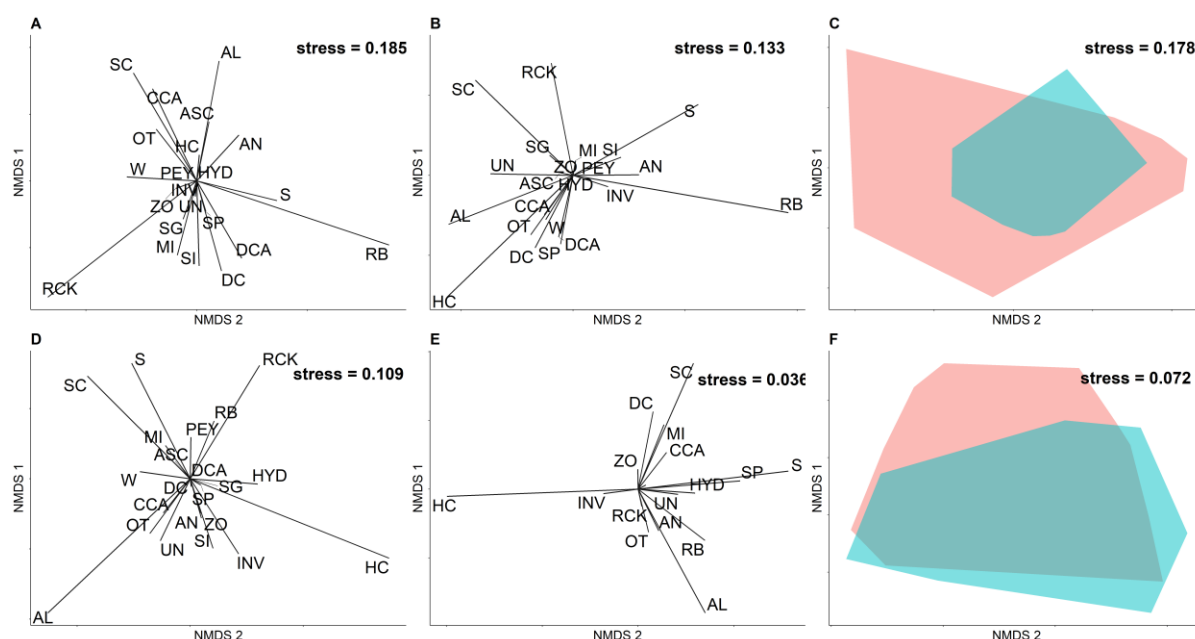 A
stress = 0.185
AL
SC
CCA
ASC
OT
HC
AN
W
PEY
HYD
INV
S
ZO
UN
SG
SP
MI
SI
DCA
RB
DC
RCK
NMDS 1
NMDS 2
B
stress = 0.133
RCK
SC
S
SG
MI
SI
ZO
PEY
AN
UN
ASC
HYD
INV
CCA
RB
AL
OT
W
DC
SP
DCA
HC
NMDS 1
NMDS 2
C
stress = 0.178
NMDS 1
NMDS 2
D
stress = 0.109
S
RCK
SC
RB
PEY
MI
ASC
DCA
W
HYD
DC
SG
CCA
SP
OT
AN
ZO
UN
SI
INV
HC
AL
NMDS 1
NMDS 2
E
stress = 0.036
SC
DC
MI
CCA
ZO
SP
S
HYD
HC
INV
UN
RCK
AN
OT
RB
AL
NMDS 1
NMDS 2
F
stress = 0.072
NMDS 1
NMDS 2